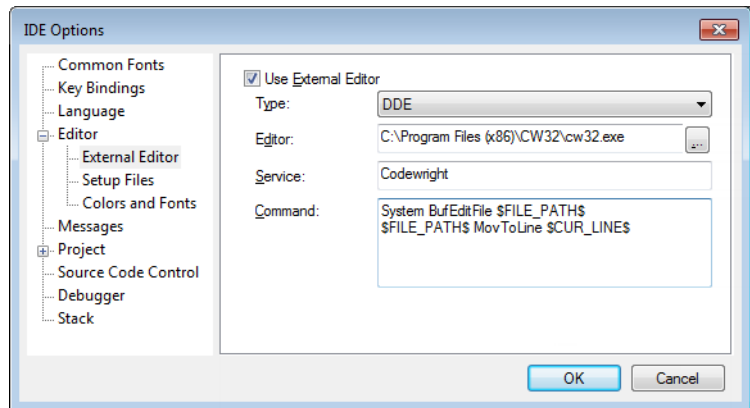 IDE Options
Common Fonts
Key Bindings
Language
Editor
External Editor
Setup Files
Colors and Fonts
Messages
Project
Source Code Control
Debugger
Stack
Use External Editor
Type:
DDE
Editor:
C:\Program Files (x86)\CW32\cw32.exe
...
Service:
Codewright
Command:
System BufEditFile $FILE_PATH$
$FILE_PATH$ MovToLine $CUR_LINE$
OK
Cancel